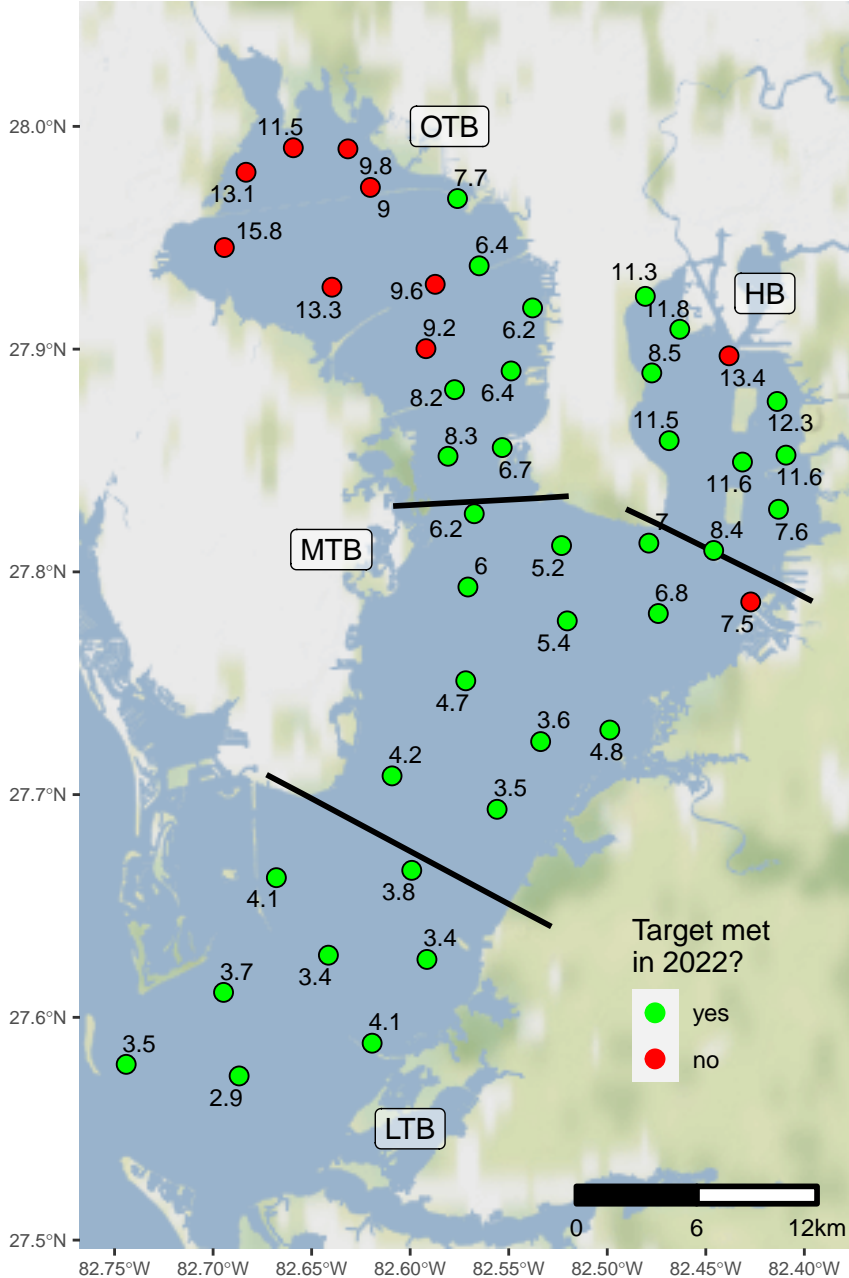 28.0°N
11.5
OTB
9.8
13.1
9
7.7
15.8
6.4
11.3
HB
9.6
13.3
11.8
6.2
27.9°N
9.2
8.5
13.4
8.2
6.4
12.3
11.5
8.3
6.7
11.6
11.6
6.2
7
8.4
7.6
MTB
5.2
27.8°N
6
6.8
5.4
7.5
4.7
3.6
4.2
4.8
27.7°N
3.5
3.8
4.1
3.4
Target met
in 2022?
3.4
3.7
yes
27.6°N
4.1
3.5
no
2.9
LTB
0
6
12km
27.5°N
82.75°W
82.70°W
82.65°W
82.60°W
82.55°W
82.50°W
82.45°W
82.40°W